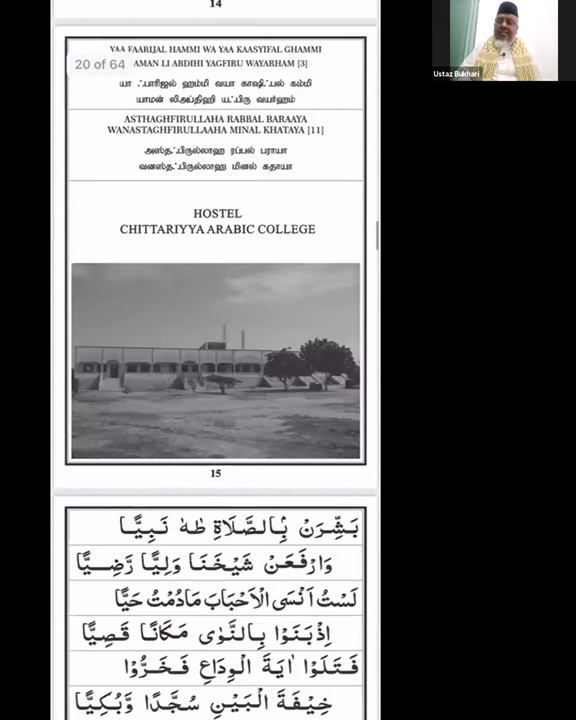 14
YAA FAARIJAL HAMMI WA YAA KAASYIFAL GHAMMI
20 of 64
AMAN LI ABDIHI YAGFIRU WAYARHAM [3]
யா ஃபாரிஜல் ஹம்மி வயா காஷிஃபல் கம்மி
யாமன் லிஅப்திஹி யஃபிரு வயர்ஹம்
ASTHAGHFIRULLAHA RABBAL BARAAYA
WANASTAGHFIRULLAAHA MINAL KHATAYA [11]
அஸ்தஃபிருல்லாஹ ரப்பல் பராயா
வனஸ்தஃபிருல்லாஹ மினல் கதாயா
HOSTEL
CHITTARIYYA ARABIC COLLEGE
15
بَشِّرَنْ بِالصَّلَاةِ طٰهٰ نَبِيًّا
وَارْفَعَنْ شَيْخَنَا وَلِيًّا رَّضِيًّا
لَسْتُ اَنْسَى الْاَحْبَابَ مَادُمْتُ حَيًّا
اِذْ بَنَوْا بِالنَّوٰى مَكَانًا قَصِيًّا
فَتَلَوْا اٰيَةَ الْوِدَاعِ فَخَرُّوْا
خِيْفَةَ الْبَيْنِ سُجَّدًا وَّبُكِيًّا
Ustaz Bukhari